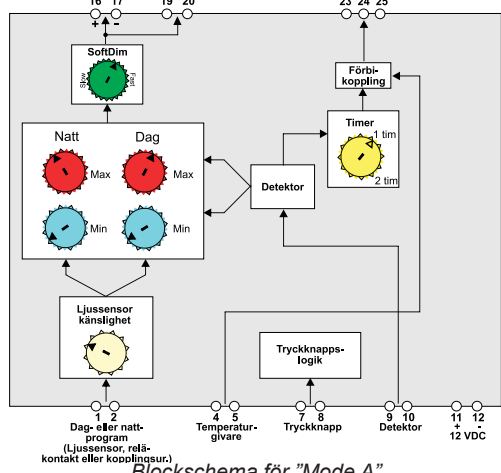 16 17 19 20 23 24 25
+ -
SoftDim
Slow Fast
Förbi-
koppling
Natt Dag
Max Max
Min Min
Timer
1 tim
2 tim
Detektor
Ljussensor
känslighet
Tryckknapps-
logik
1 2 4 5 7 8 9 10 11 12
+ -
Dag- eller natt-
program
(Ljussensor, relä-
kontakt eller kopplingsur.)
Temperatur-
givare
Tryckknapp
Detektor
12 VDC
Blockschema för "Mode A"